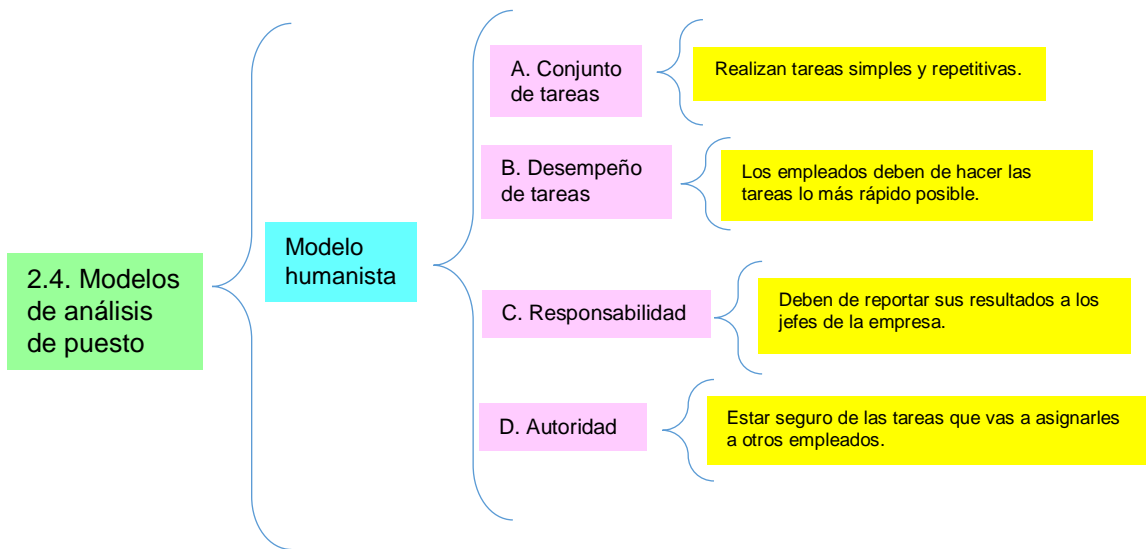 2.4. Modelos
de análisis
de puesto
Modelo
humanista
A. Conjunto
de tareas
Realizan tareas simples y repetitivas.
B. Desempeño
de tareas
Los empleados deben de hacer las
tareas lo más rápido posible.
C. Responsabilidad
Deben de reportar sus resultados a los
jefes de la empresa.
D. Autoridad
Estar seguro de las tareas que vas a asignarles
a otros empleados.